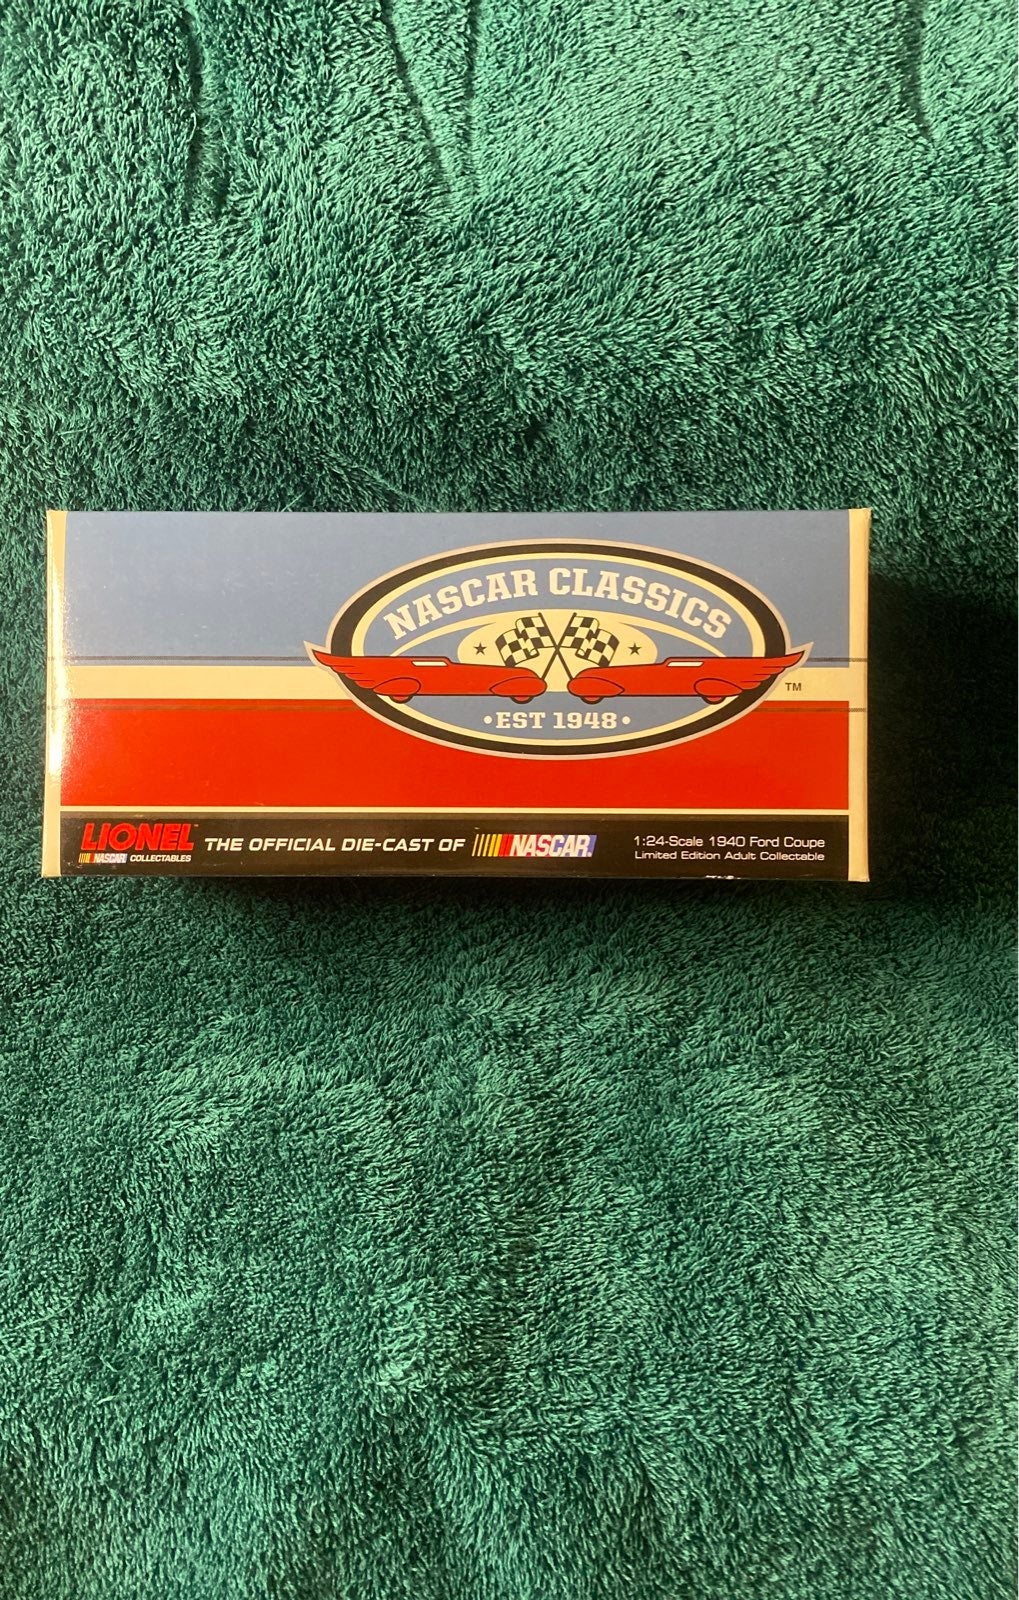 NASCAR CLASSICS
TM
•EST 1948•
LIONEL
NASCAR COLLECTABLES
THE OFFICIAL DIE-CAST OF NASCAR.
1:24-Scale 1940 Ford Coupe
Limited Edition Adult Collectable